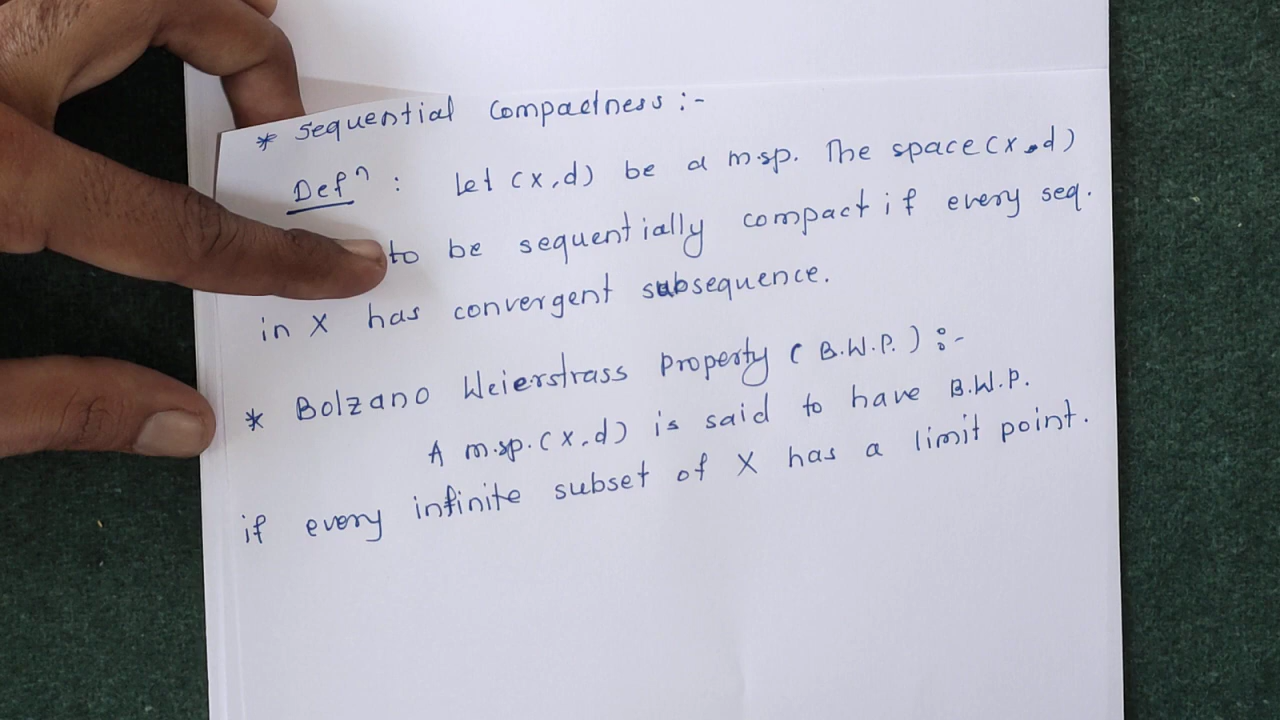 * Sequential Compactness :-
Defⁿ : Let (X,d) be a m.sp. The space (X,d)
to be sequentially compact if every seq.
in X has convergent subsequence.
* Bolzano Weierstrass Property (B.W.P.) :-
A m.sp. (X,d) is said to have B.W.P.
if every infinite subset of X has a limit point.